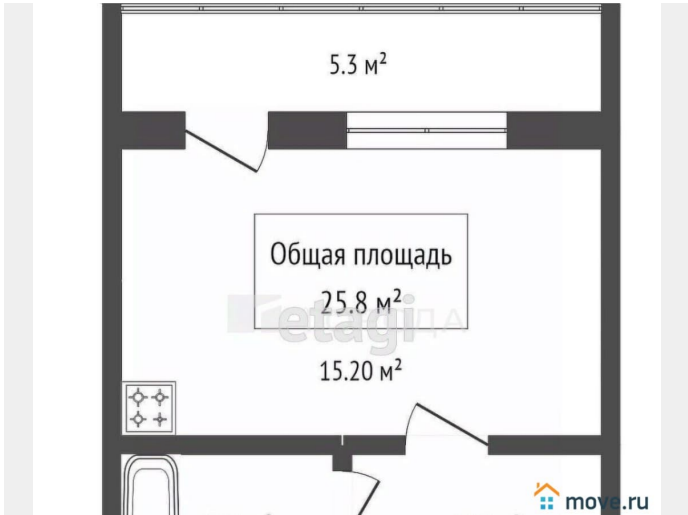 5.3 м²
Общая площадь
25.8 м²
etagi
15.20 м²
move.ru